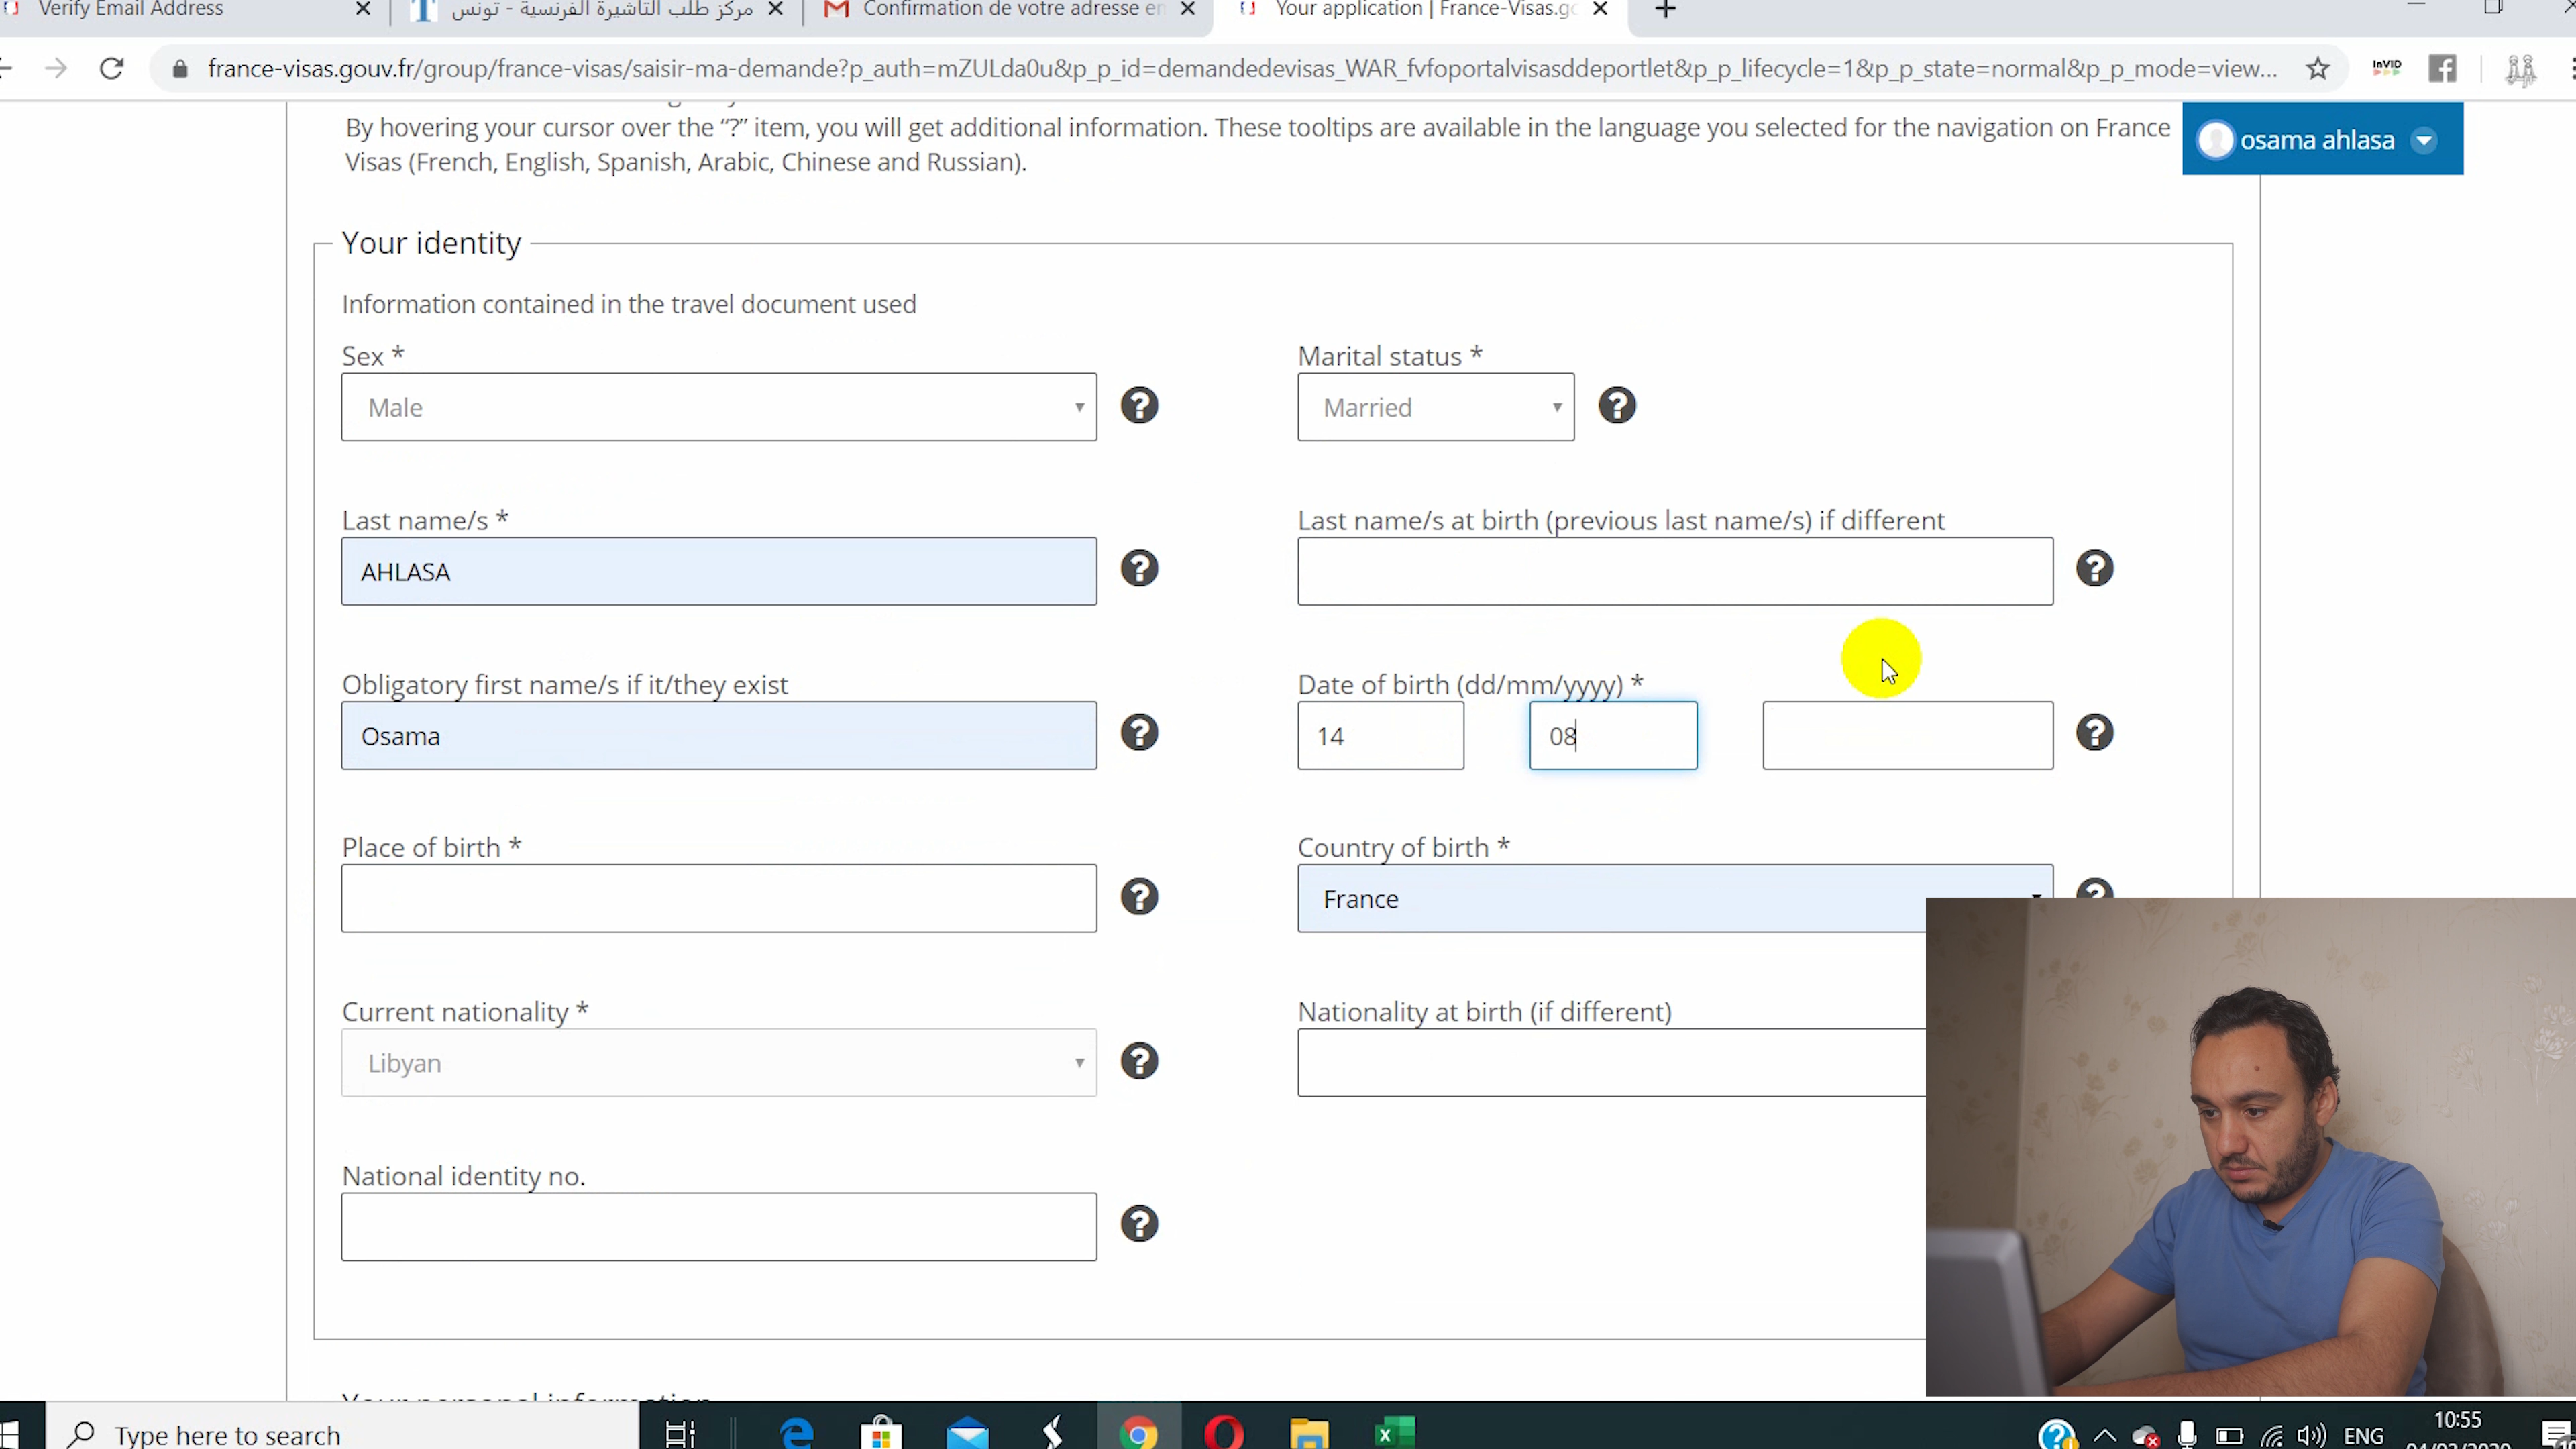 Verify Email Address
مركز طلب التأشيرة الفرنسية - تونس
Confirmation de votre adresse en
Your application | France-Visas.go
france-visas.gouv.fr/group/france-visas/saisir-ma-demande?p_auth=mZULda0u&p_p_id=demandedevisas_WAR_fvfoportalvisasddeportlet&p_p_lifecycle=1&p_p_state=normal&p_p_mode=view...
InVID
By hovering your cursor over the “?” item, you will get additional information. These tooltips are available in the language you selected for the navigation on France
Visas (French, English, Spanish, Arabic, Chinese and Russian).
osama ahlasa
Your identity
Information contained in the travel document used
Sex *
Marital status *
Male
Married
Last name/s *
Last name/s at birth (previous last name/s) if different
AHLASA
Obligatory first name/s if it/they exist
Date of birth (dd/mm/yyyy) *
Osama
14
08
Place of birth *
Country of birth *
France
Current nationality *
Nationality at birth (if different)
Libyan
National identity no.
Your personal information
Type here to search
ENG
10:55